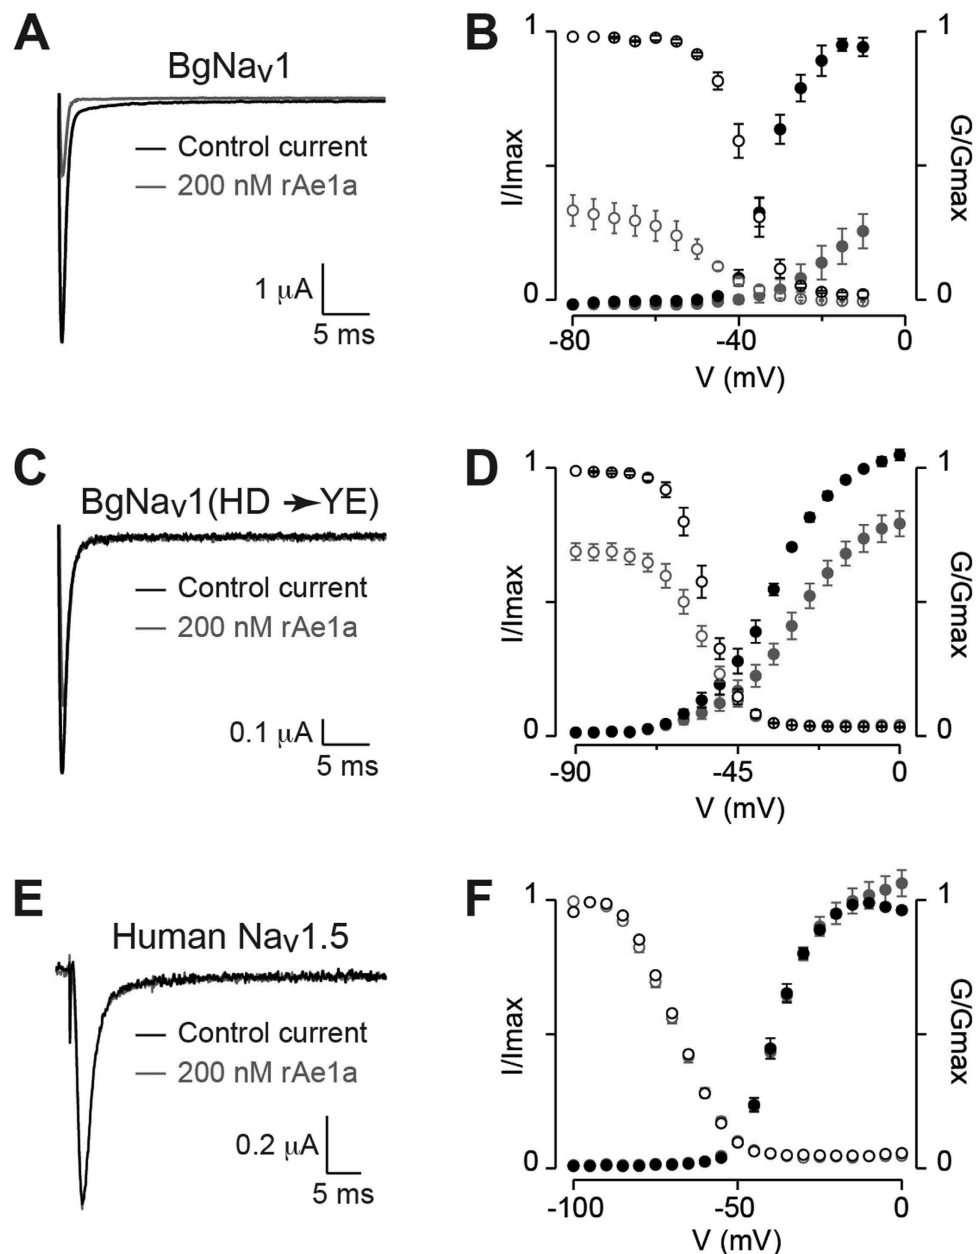 A
BgNav1
Control current
200 nM rAe1a
1 μA
5 ms
B
1
1
I/Imax
G/Gmax
0
0
-80
-40
0
V (mV)
C
BgNav1(HD → YE)
Control current
200 nM rAe1a
0.1 μA
5 ms
D
1
1
I/Imax
G/Gmax
0
0
-90
-45
0
V (mV)
E
Human Nav1.5
Control current
200 nM rAe1a
0.2 μA
5 ms
F
1
1
I/Imax
G/Gmax
0
0
-100
-50
0
V (mV)